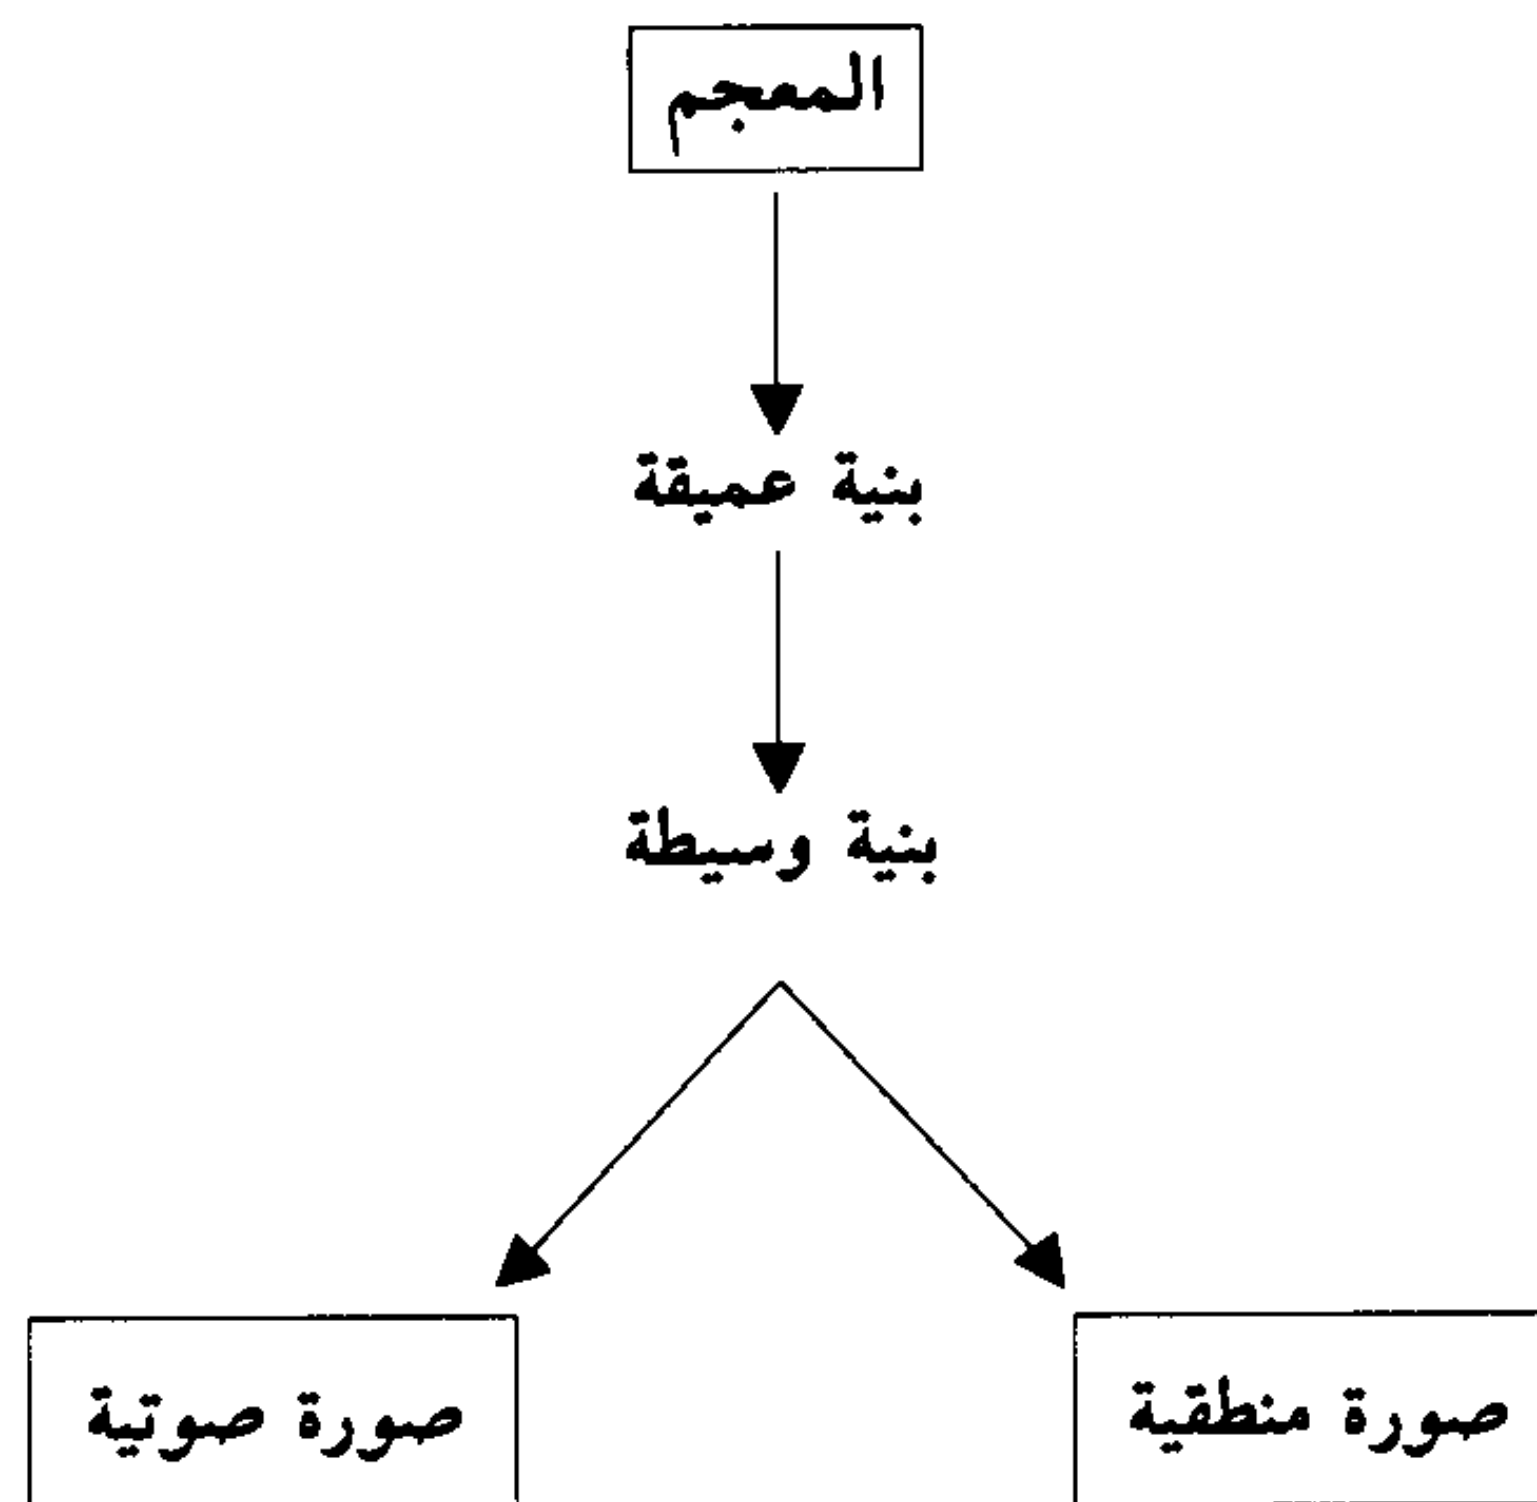 المعجم
بنية عميقة
بنية وسيطة
صورة منطقية
صورة صوتية